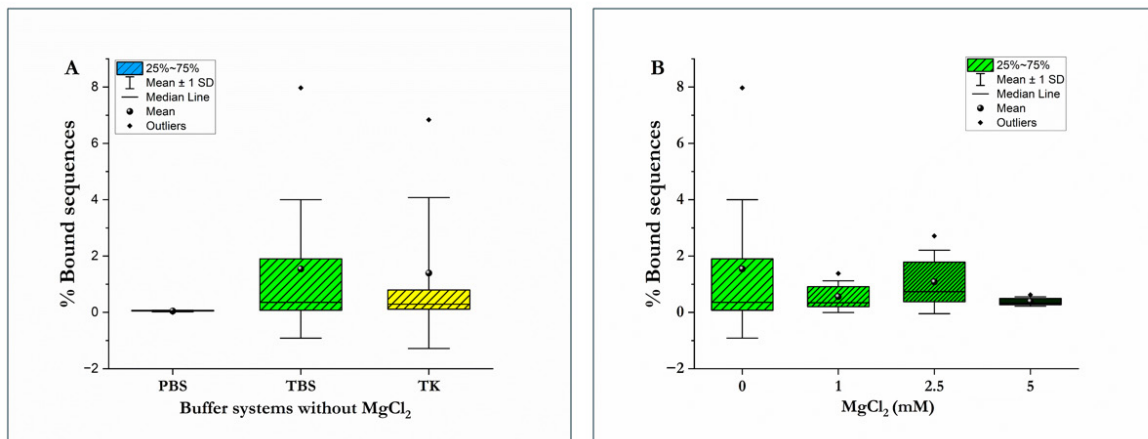 A
25%~75%
Mean ± 1 SD
Median Line
Mean
Outliers
% Bound sequences
8
6
4
2
0
−2
PBS TBS TK
Buffer systems without MgCl₂
B
25%~75%
Mean ± 1 SD
Median Line
Mean
Outliers
% Bound sequences
8
6
4
2
0
−2
0 1 2.5 5
MgCl₂ (mM)